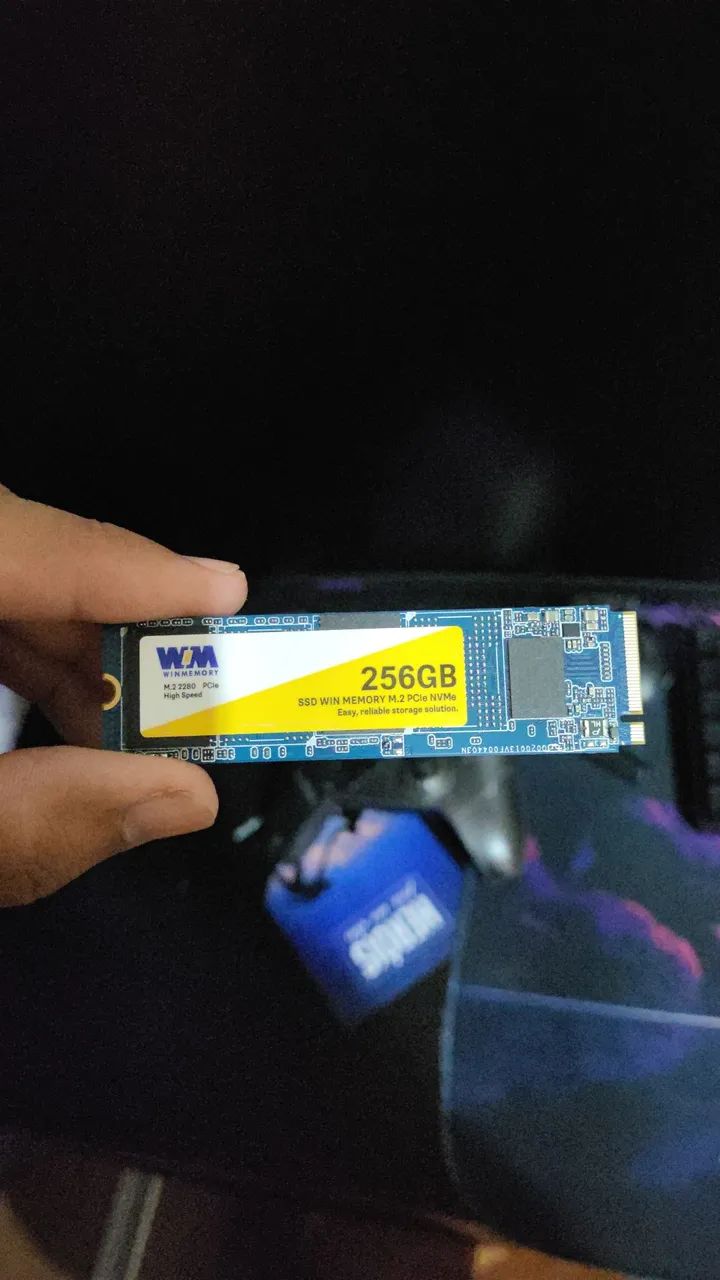 WM
WINMEMORY
M.2 2280 PCIe
High Speed
256GB
SSD WIN MEMORY M.2 PCIe NVMe
Easy, reliable storage solution.